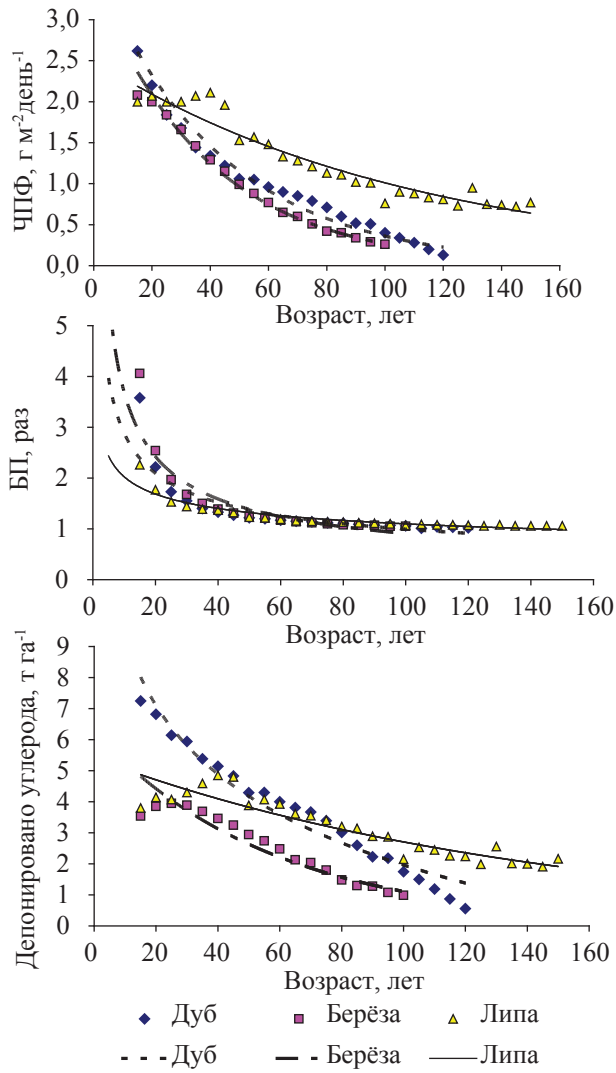 ЧПФ, г м⁻²день⁻¹
3,0
2,5
2,0
1,5
1,0
0,5
0,0
0 20 40 60 80 100 120 140 160
Возраст, лет
БП, раз
5
4
3
2
1
0
0 20 40 60 80 100 120 140 160
Возраст, лет
Депонировано углерода, т га⁻¹
9
8
7
6
5
4
3
2
1
0
0 20 40 60 80 100 120 140 160
Возраст, лет
Дуб Берёза Липа
Дуб Берёза Липа